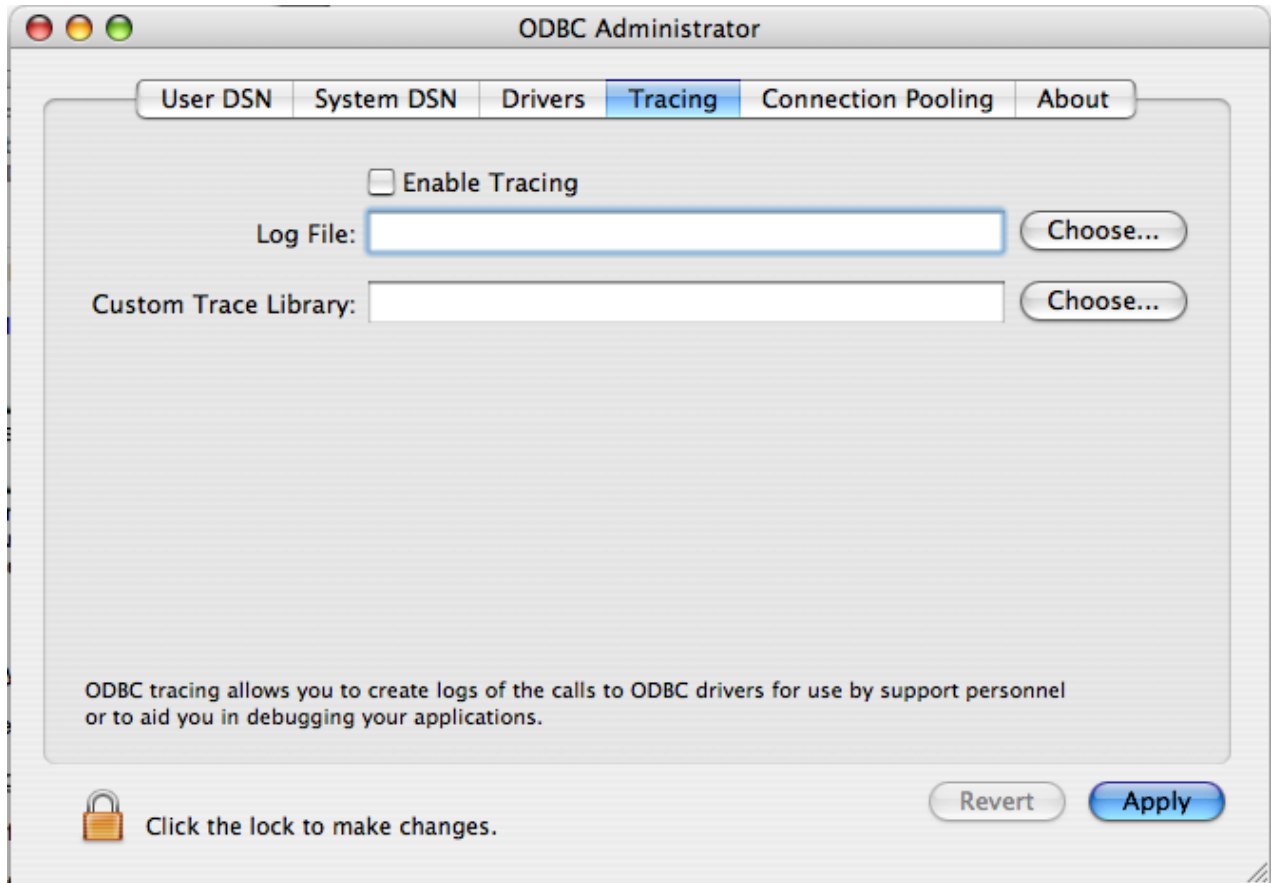 ODBC Administrator
User DSN System DSN Drivers Tracing Connection Pooling About
Enable Tracing
Log File: Choose...
Custom Trace Library: Choose...
ODBC tracing allows you to create logs of the calls to ODBC drivers for use by support personnel
or to aid you in debugging your applications.
Click the lock to make changes. Revert Apply